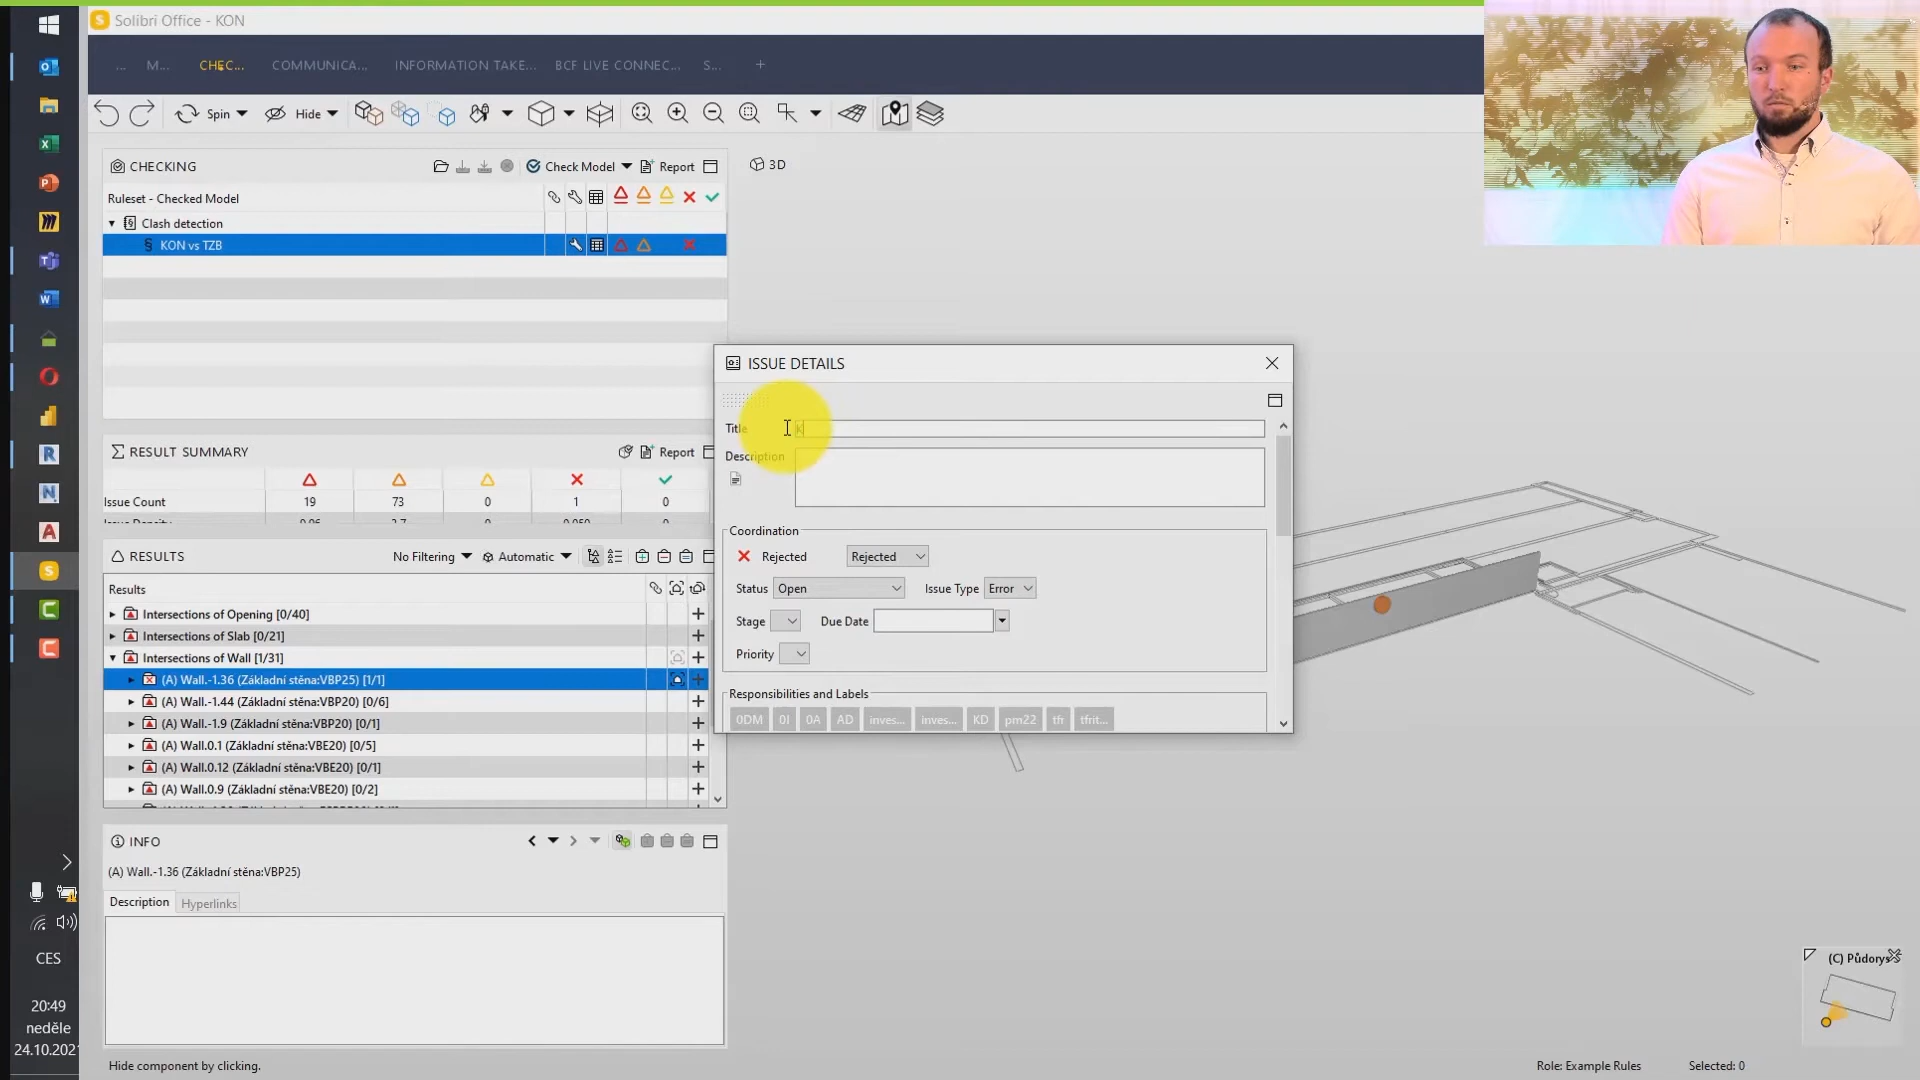 Solibri Office - KON
...
M...
CHEC...
COMMUNICA...
INFORMATION TAKE...
BCF LIVE CONNEC...
S...
+
Spin
Hide
CHECKING
Check Model
Report
3D
Ruleset - Checked Model
Clash detection
§ KON vs TZB
ISSUE DETAILS
Title
K
Description
Coordination
Rejected
Rejected
Status
Open
Issue Type
Error
Stage
Due Date
Priority
Responsibilities and Labels
0DM
0I
0A
AD
inves...
inves...
KD
pm22
tfr
tfrit...
RESULT SUMMARY
Report
Issue Count 19 73 0 1 0
RESULTS
No Filtering
Automatic
Results
Intersections of Opening [0/40]
Intersections of Slab [0/21]
Intersections of Wall [1/31]
(A) Wall.-1.36 (Základní stěna:VBP25) [1/1]
(A) Wall.-1.44 (Základní stěna:VBP20) [0/6]
(A) Wall.-1.9 (Základní stěna:VBP20) [0/1]
(A) Wall.0.1 (Základní stěna:VBE20) [0/5]
(A) Wall.0.12 (Základní stěna:VBE20) [0/1]
(A) Wall.0.9 (Základní stěna:VBE20) [0/2]
INFO
(A) Wall.-1.36 (Základní stěna:VBP25)
Description
Hyperlinks
(C) Půdorys
CES
20:49
neděle
24.10.2021
Hide component by clicking.
Role: Example Rules
Selected: 0